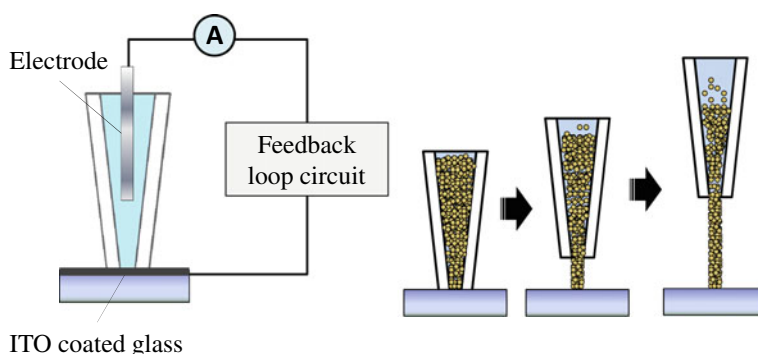 A
Electrode
Feedback
loop circuit
ITO coated glass